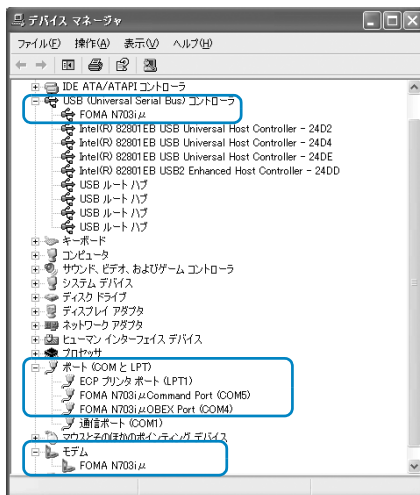 デバイス マネージャ
ファイル(F) 操作(A) 表示(V) ヘルプ(H)
IDE ATA/ATAPI コントローラ
USB (Universal Serial Bus) コントローラ
FOMA N703iμ
Intel(R) 82801EB USB Universal Host Controller - 24D2
Intel(R) 82801EB USB Universal Host Controller - 24D4
Intel(R) 82801EB USB Universal Host Controller - 24DE
Intel(R) 82801EB USB2 Enhanced Host Controller - 24DD
USB ルート ハブ
USB ルート ハブ
USB ルート ハブ
USB ルート ハブ
キーボード
コンピュータ
サウンド、ビデオ、およびゲーム コントローラ
システム デバイス
ディスク ドライブ
ディスプレイ アダプタ
ネットワーク アダプタ
ヒューマン インターフェイス デバイス
プロセッサ
ポート (COM と LPT)
ECP プリンタ ポート (LPT1)
FOMA N703iμCommand Port (COM5)
FOMA N703iμOBEX Port (COM4)
通信ポート (COM1)
マウスとそのほかのポインティング デバイス
モデム
FOMA N703iμ